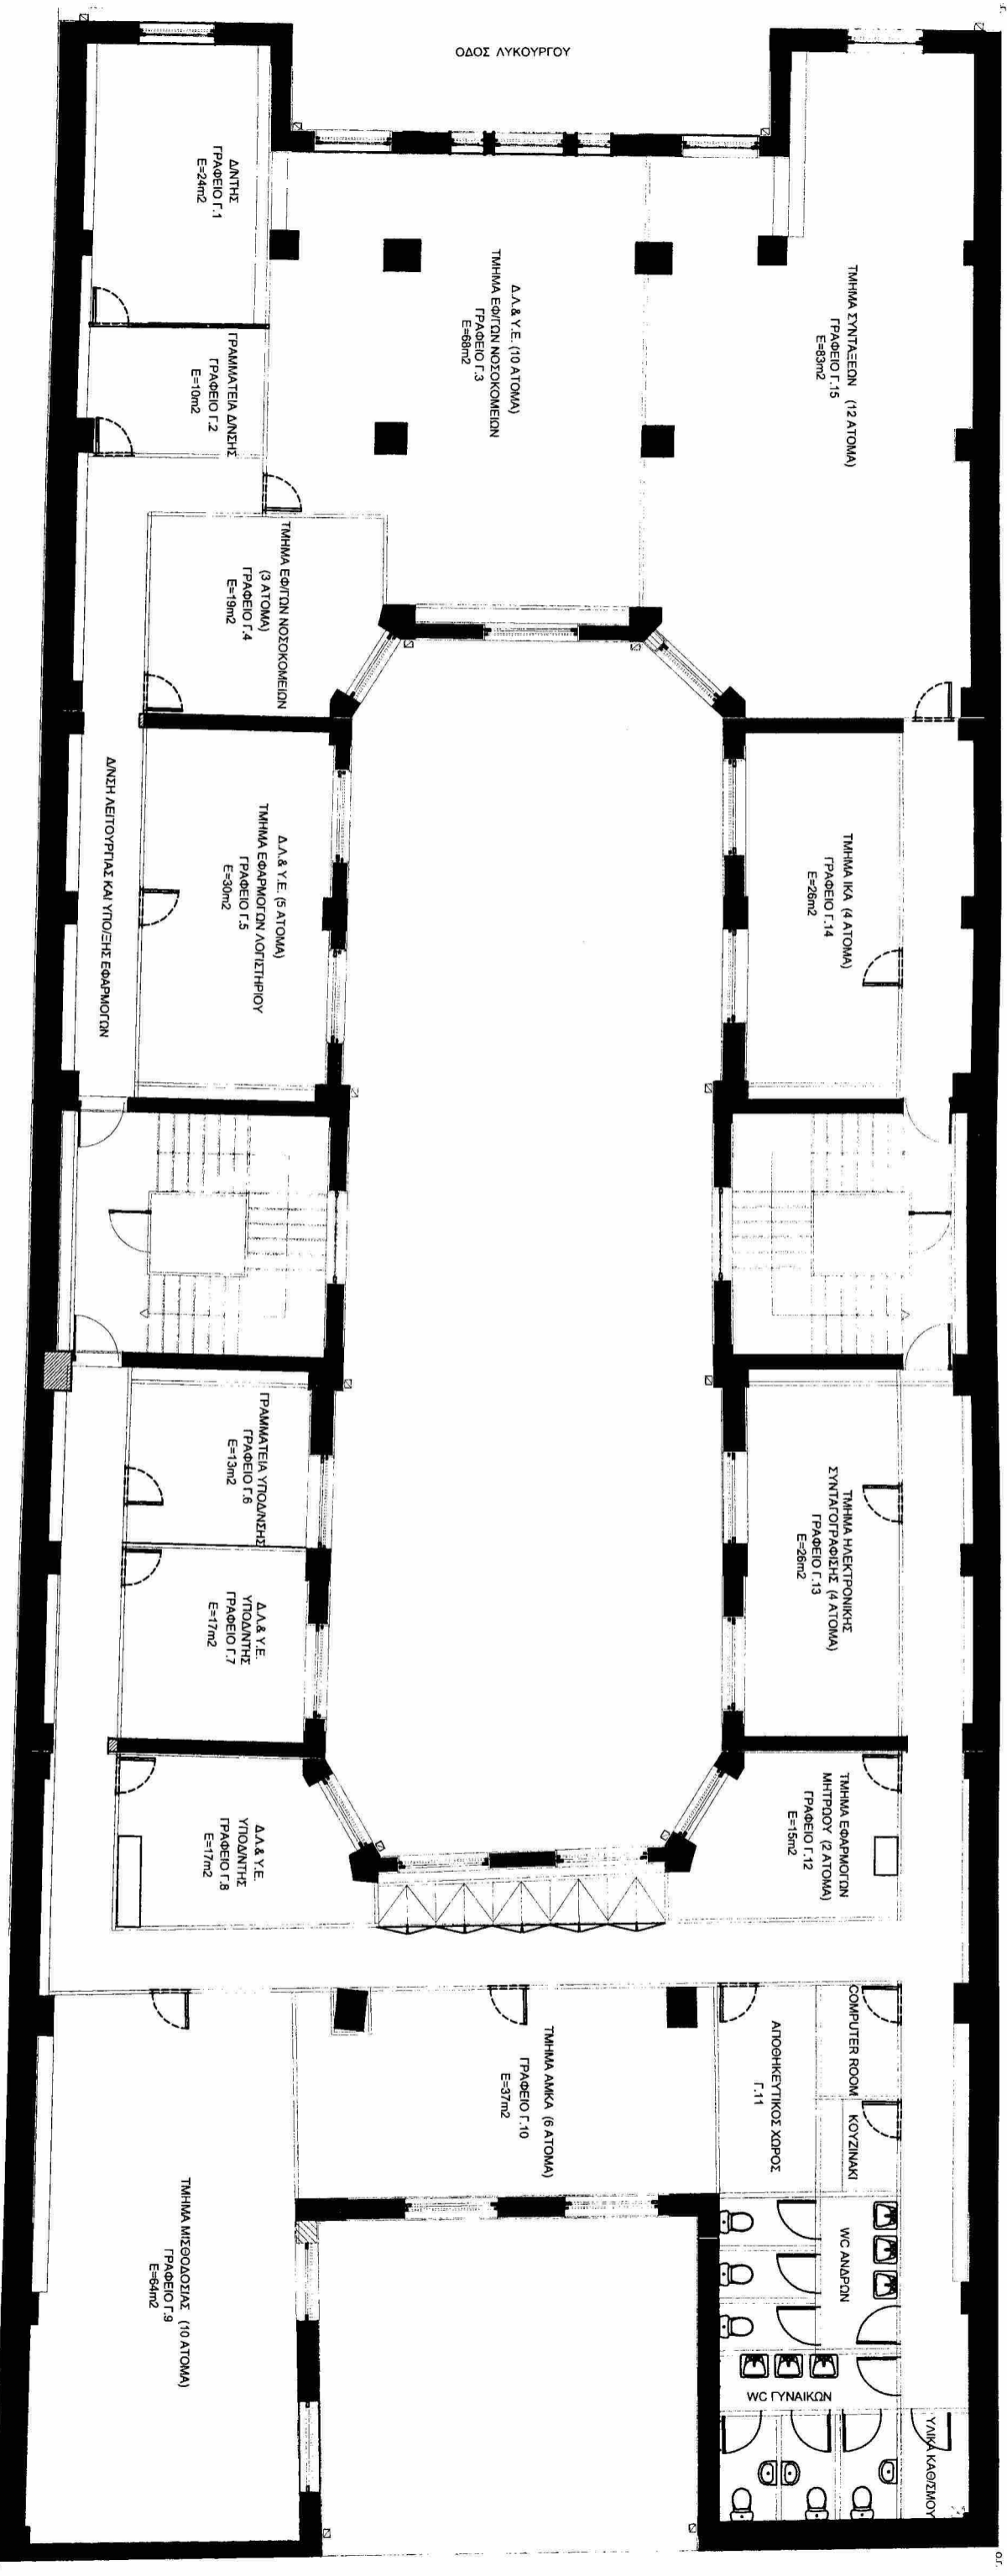 ΟΔΟΣ ΛΥΚΟΥΡΓΟΥ
Δ/ΝΤΗΣ
ΓΡΑΦΕΙΟ Γ.1
Ε=24m2
ΓΡΑΜΜΑΤΕΙΑ Δ/ΝΣΗΣ
ΓΡΑΦΕΙΟ Γ.2
Ε=10m2
Δ.Λ.& Υ.Ε. (10 ΑΤΟΜΑ)
ΤΜΗΜΑ ΕΦ/ΓΩΝ ΝΟΣΟΚΟΜΕΙΩΝ
ΓΡΑΦΕΙΟ Γ.3
Ε=68m2
ΤΜΗΜΑ ΣΥΝΤΑΞΕΩΝ (12 ΑΤΟΜΑ)
ΓΡΑΦΕΙΟ Γ.15
Ε=83m2
ΤΜΗΜΑ ΕΦ/ΓΩΝ ΝΟΣΟΚΟΜΕΙΩΝ
(3 ΑΤΟΜΑ)
ΓΡΑΦΕΙΟ Γ.4
Ε=19m2
Δ/ΝΣΗ ΛΕΙΤΟΥΡΓΙΑΣ ΚΑΙ ΥΠΟ/ΞΗΣ ΕΦΑΡΜΟΓΩΝ
Δ.Λ.& Υ.Ε. (5 ΑΤΟΜΑ)
ΤΜΗΜΑ ΕΦΑΡΜΟΓΩΝ ΛΟΓΙΣΤΗΡΙΟΥ
ΓΡΑΦΕΙΟ Γ.5
Ε=30m2
ΤΜΗΜΑ ΙΚΑ (4 ΑΤΟΜΑ)
ΓΡΑΦΕΙΟ Γ.14
Ε=26m2
ΓΡΑΜΜΑΤΕΙΑ ΥΠΟΔ/ΝΣΗΣ
ΓΡΑΦΕΙΟ Γ.6
Ε=13m2
Δ.Λ.& Υ.Ε.
ΥΠΟΔ/ΝΤΗΣ
ΓΡΑΦΕΙΟ Γ.7
Ε=17m2
ΤΜΗΜΑ ΗΛΕΚΤΡΟΝΙΚΗΣ
ΣΥΝΤΑΓΟΓΡΑΦΙΣΗΣ (4 ΑΤΟΜΑ)
ΓΡΑΦΕΙΟ Γ.13
Ε=26m2
Δ.Λ.& Υ.Ε.
ΥΠΟΔ/ΝΤΗΣ
ΓΡΑΦΕΙΟ Γ.8
Ε=17m2
ΤΜΗΜΑ ΕΦΑΡΜΟΓΩΝ
ΜΗΤΡΩΟΥ (2 ΑΤΟΜΑ)
ΓΡΑΦΕΙΟ Γ.12
Ε=15m2
ΤΜΗΜΑ ΜΙΣΘΟΔΟΣΙΑΣ (10 ΑΤΟΜΑ)
ΓΡΑΦΕΙΟ Γ.9
Ε=64m2
ΤΜΗΜΑ ΑΜΚΑ (6 ΑΤΟΜΑ)
ΓΡΑΦΕΙΟ Γ.10
Ε=37m2
ΑΠΟΘΗΚΕΥΤΙΚΟΣ ΧΩΡΟΣ
Γ.11
COMPUTER ROOM
ΚΟΥΖΙΝΑΚΙ
WC ΑΝΔΡΩΝ
WC ΓΥΝΑΙΚΩΝ
ΥΛΙΚΑ ΚΑΘ/ΣΜΟΥ